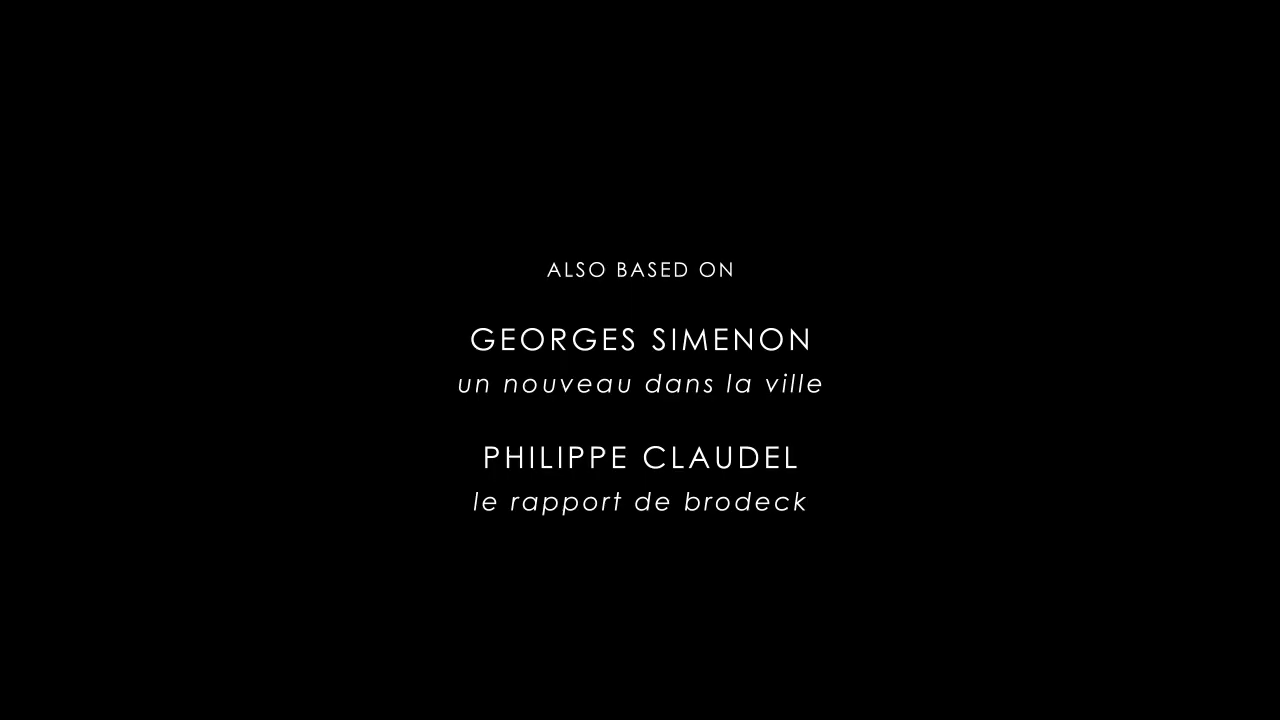 ALSO BASED ON
GEORGES SIMENON
un nouveau dans la ville
PHILIPPE CLAUDEL
le rapport de brodeck